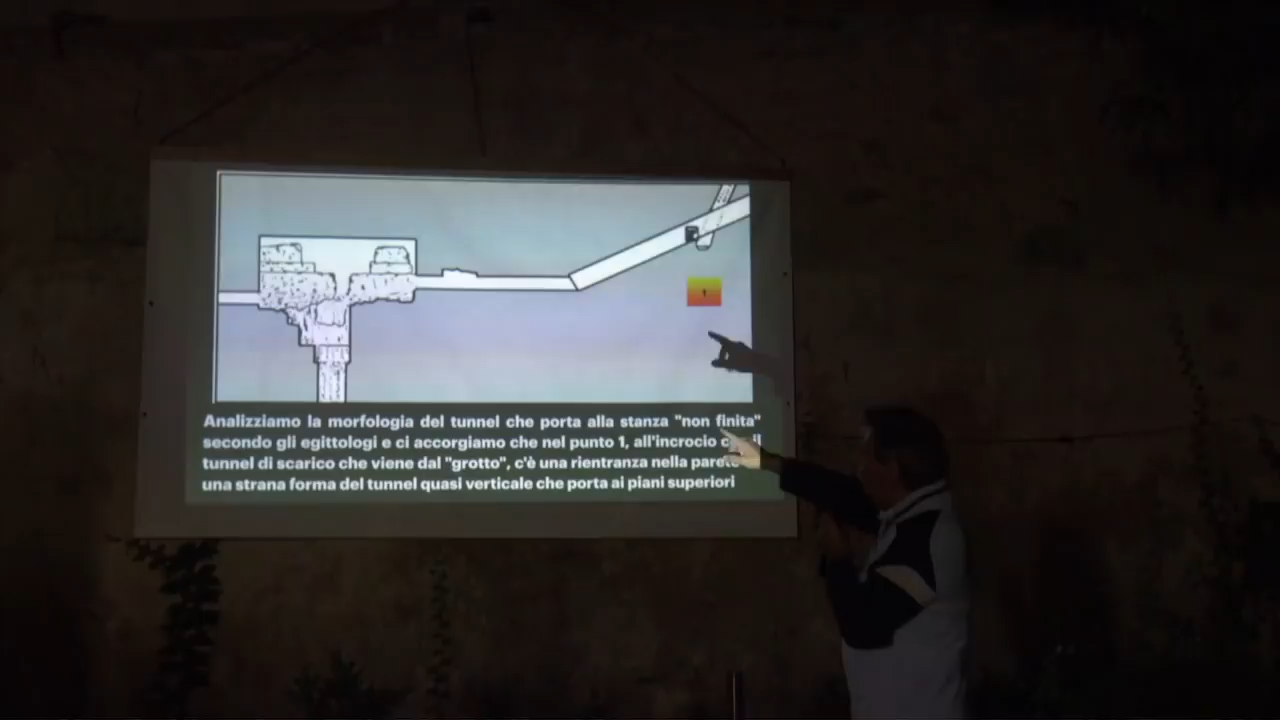 1
Analizziamo la morfologia del tunnel che porta alla stanza "non finita"
secondo gli egittologi e ci accorgiamo che nel punto 1, all'incrocio
tunnel di scarico che viene dal "grotto", c'è una rientranza nella
una strana forma del tunnel quasi verticale che porta ai piani superiori